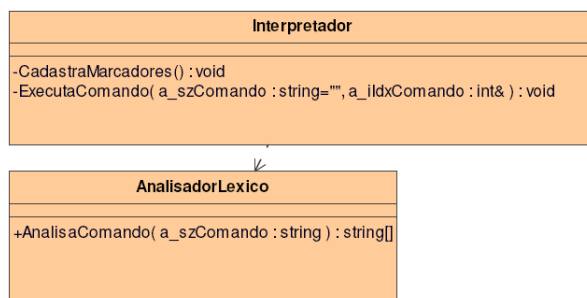 Interpretador
-CadastraMarcadores() : void
-ExecutaComando( a_szComando : string="", a_iIdxComando : int& ) : void
AnalisadorLexico
+AnalisaComando( a_szComando : string ) : string[]